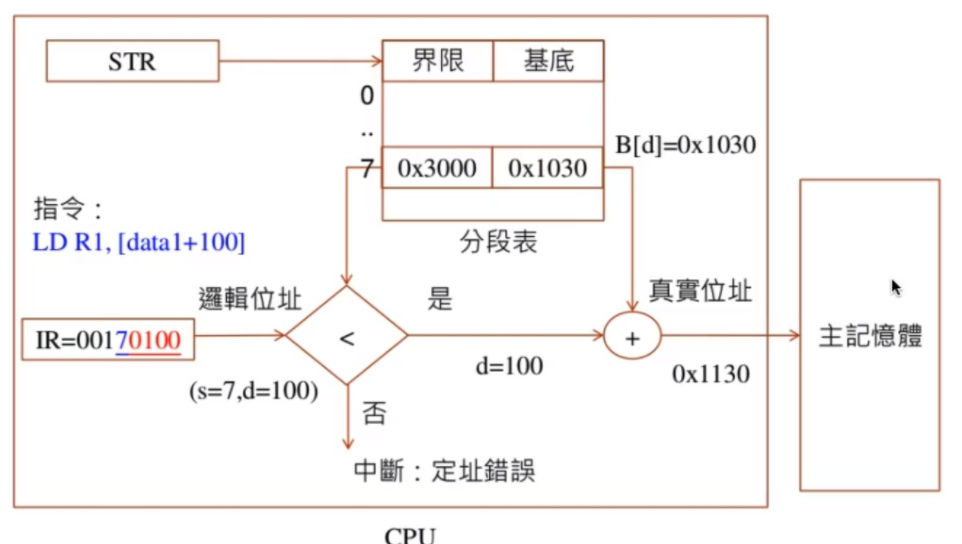 STR
界限 基底
0
..
7 0x3000 0x1030
B[d]=0x1030
指令：
LD R1, [data1+100]
分段表
邏輯位址
是
真實位址
IR=00170100
<
+
主記憶體
(s=7,d=100)
d=100
0x1130
否
中斷：定址錯誤
CPU